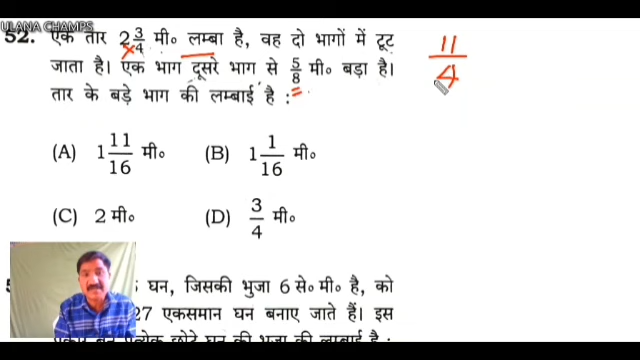 ULANA CHAMPS
52. एक तार 2 3/4 मी० लम्बा है, वह दो भागों में टूट
जाता है। एक भाग दूसरे भाग से 5/8 मी० बड़ा है।
तार के बड़े भाग की लम्बाई है :
11/4
(A) 1 11/16 मी० (B) 1 1/16 मी०
(C) 2 मी० (D) 3/4 मी०
घन, जिसकी भुजा 6 से० मी० है, को
27 एकसमान घन बनाए जाते हैं। इस